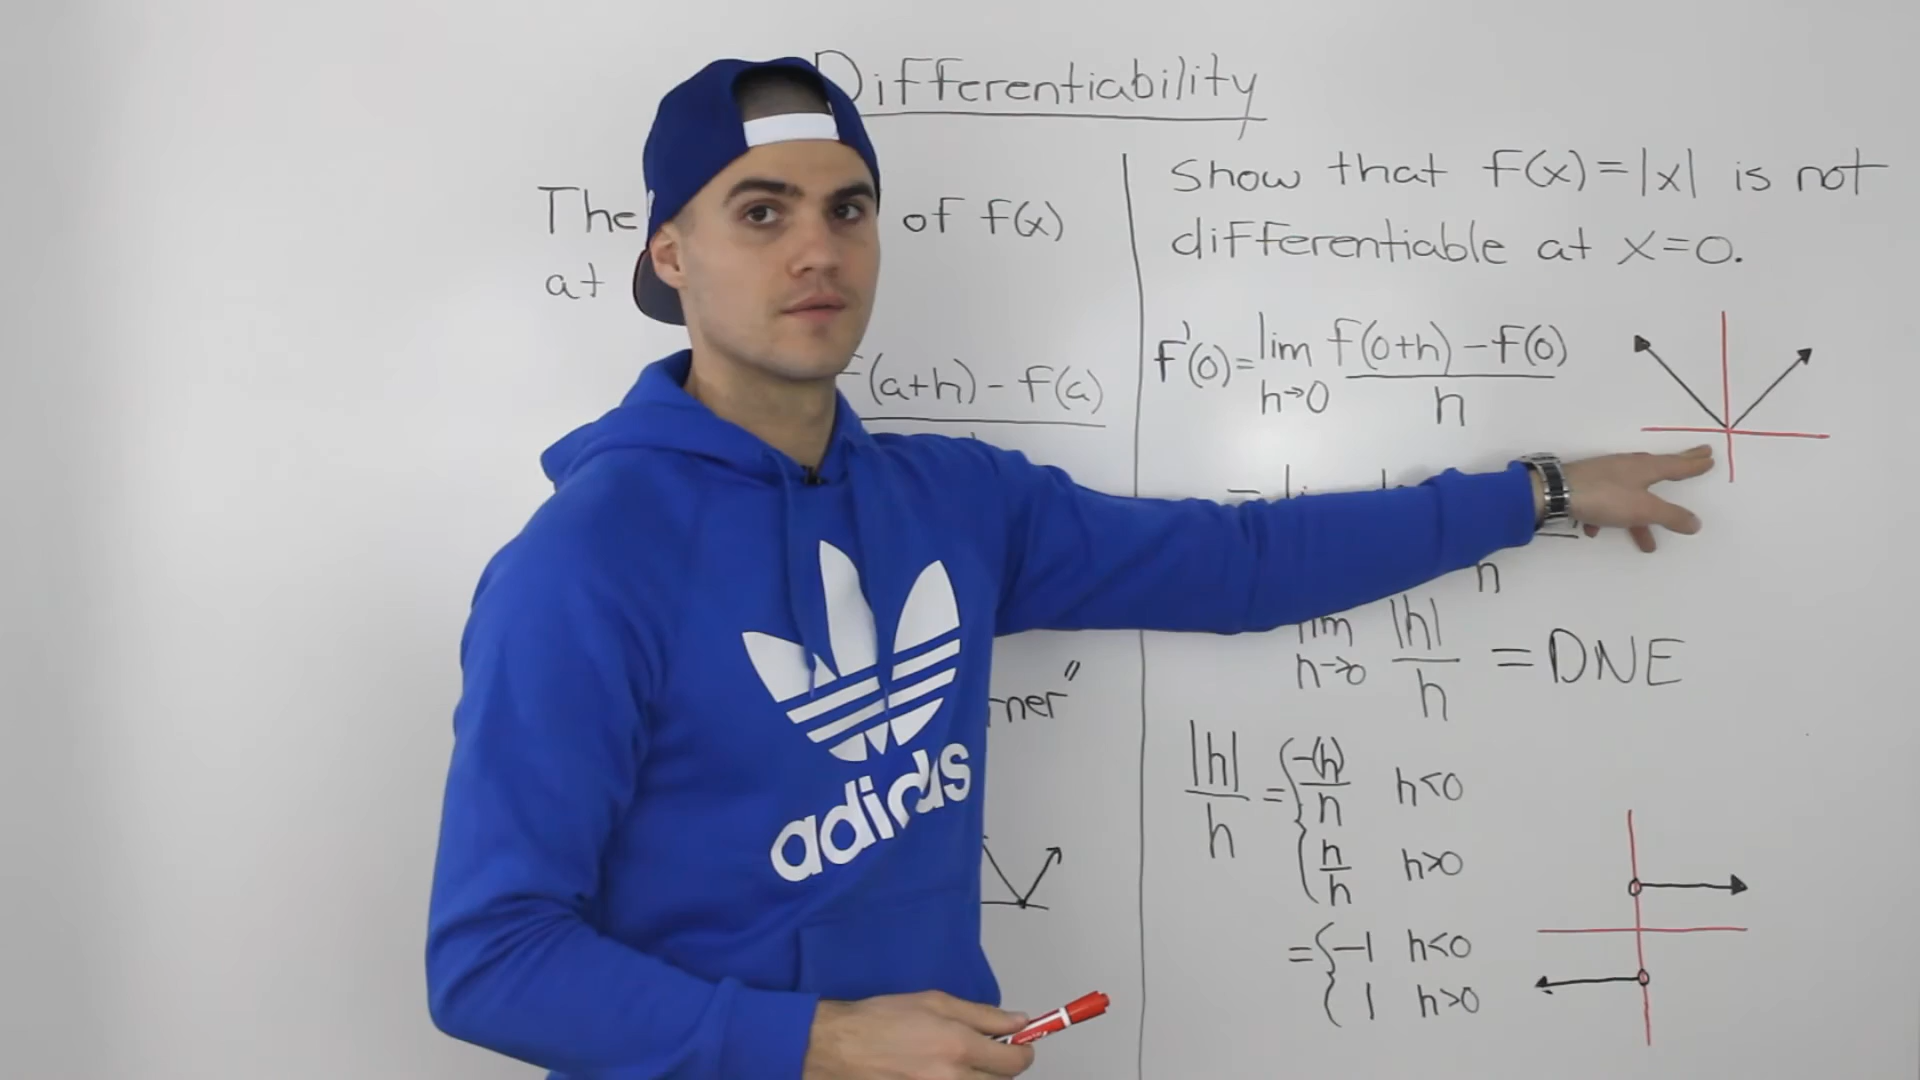 Differentiability
The of f(x)
at
f(a+h) - f(a)
rner"
Show that f(x)=|x| is not
differentiable at x=0.
f'(0)=lim f(0+h)-f(0)
h→0 h
=
h
lim |h| = DNE
h→0 h
|h| = { -(h) h<0
h h
h h>0
h
= { -1 h<0
1 h>0
adidas